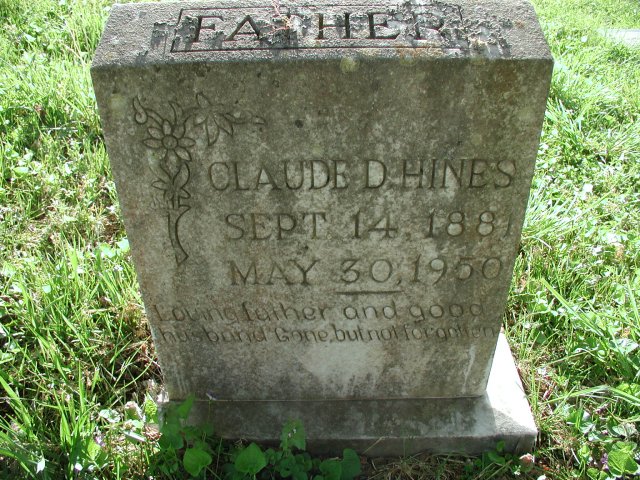 FATHER
CLAUDE D. HINES
SEPT. 14, 1881
MAY 30, 1950
Loving father and good
husband Gone, but not forgotten